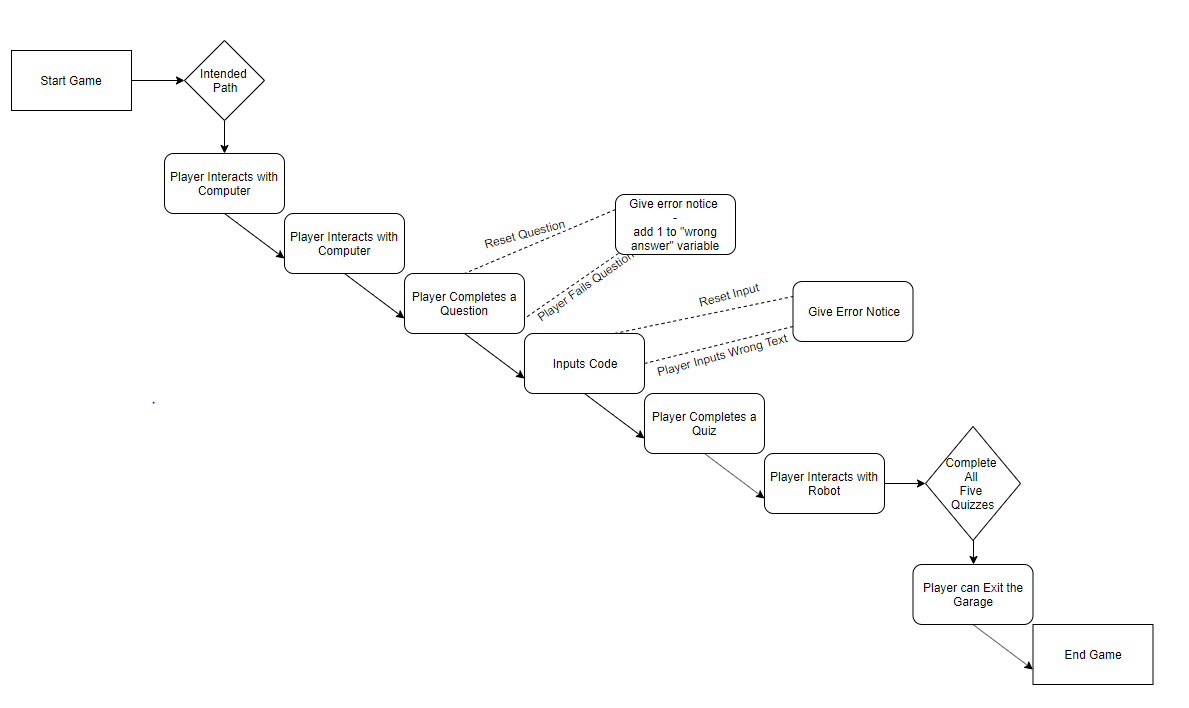 Start Game
Intended
Path
Player Interacts with
Computer
Player Interacts with
Computer
Reset Question
Give error notice
-
add 1 to "wrong
answer" variable
Player Fails Question
Player Completes a
Question
Reset Input
Give Error Notice
Player Inputs Wrong Text
Inputs Code
Player Completes a
Quiz
Player Interacts with
Robot
Complete
All
Five
Quizzes
Player can Exit the
Garage
End Game